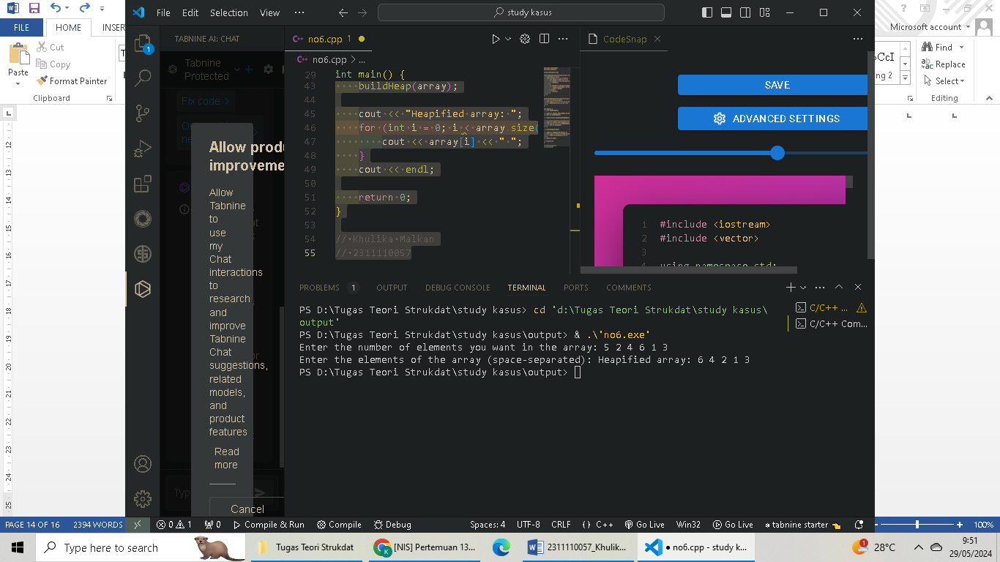 FILE
HOME
INSER
Cut
Copy
Format Painter
Paste
Clipboard
File Edit Selection View
study kasus
Microsoft account
Find
Replace
Select
Editing
ng 2
TABNINE AI: CHAT
Tabnine
Protected
Fix code
Allow produ
improveme
Allow
Tabnine
to
use
my
Chat
interactions
to
research
and
improve
Tabnine
Chat
suggestions,
related
models,
and
product
features
Read
more
Cancel
no6.cpp 1
no6.cpp > ...
29 int main() {
43 buildHeap(array);
44
45 cout << "Heapified array: ";
46 for (int i = 0; i < array.size(
47 cout << array[i] << " ";
48 }
49 cout << endl;
50
51 return 0;
52 }
53
54 // Khulika Malkan
55 // 2311110057
CodeSnap
SAVE
ADVANCED SETTINGS
1 #include <iostream>
2 #include <vector>
3
4 using namespace std;
PROBLEMS 1 OUTPUT DEBUG CONSOLE TERMINAL PORTS COMMENTS
PS D:\Tugas Teori Strukdat\study kasus> cd 'd:\Tugas Teori Strukdat\study kasus\
output'
PS D:\Tugas Teori Strukdat\study kasus\output> & .\'no6.exe'
Enter the number of elements you want in the array: 5 2 4 6 1 3
Enter the elements of the array (space-separated): Heapified array: 6 4 2 1 3
PS D:\Tugas Teori Strukdat\study kasus\output>
C/C++ ...
C/C++ Com...
PAGE 14 OF 16 2394 WORDS
0 1 0 Compile & Run Compile Debug Spaces: 4 UTF-8 CRLF {} C++ Go Live Win32 Go Live tabnine starter
100%
Type here to search
Tugas Teori Strukdat
[NIS] Pertemuan 13...
2311110057_Khulik...
no6.cpp - study k...
28°C
9:51
29/05/2024